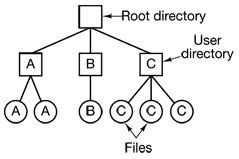 Root directory
User
directory
A B C
A A B C C C
Files